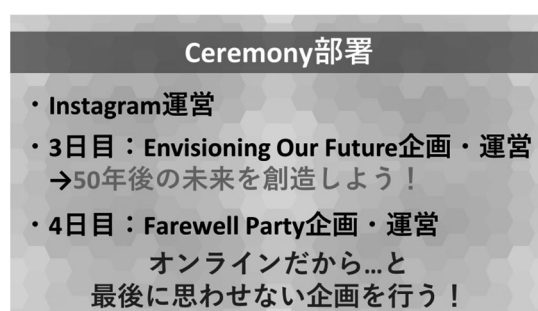 Ceremony部署
・Instagram運営
・3日目：Envisioning Our Future企画・運営
→50年後の未来を創造しよう！
・4日目：Farewell Party企画・運営
オンラインだから…と
最後に思わせない企画を行う！